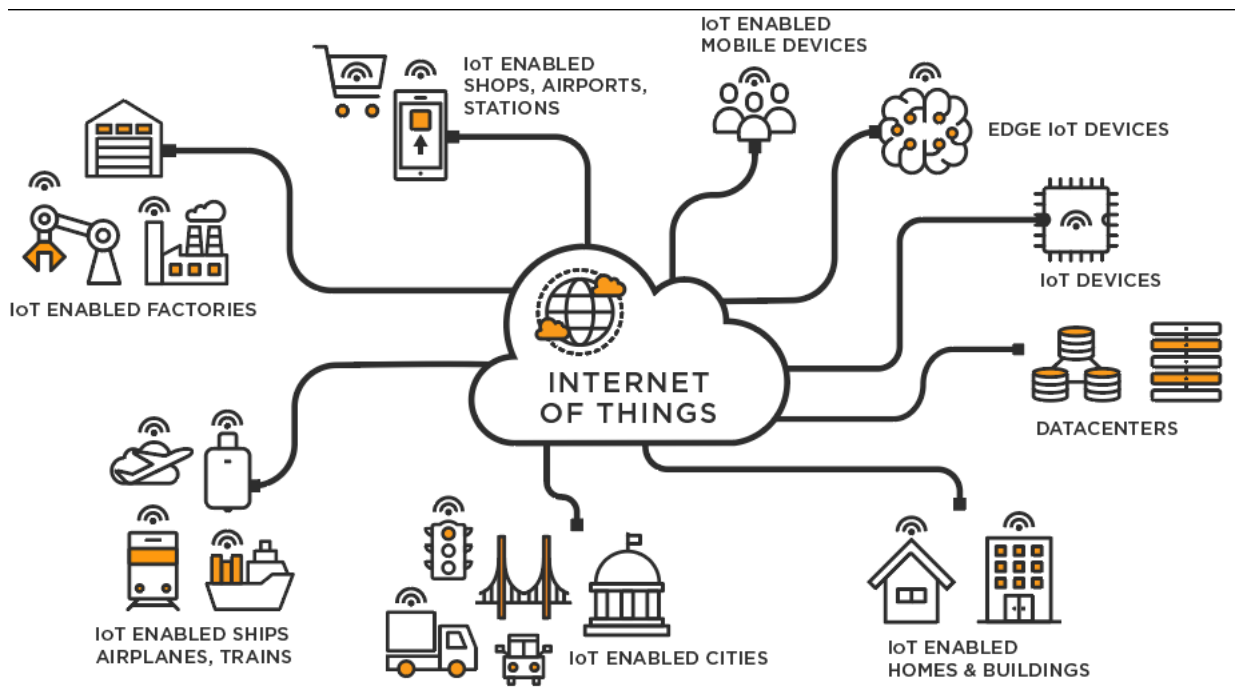 IoT ENABLED
MOBILE DEVICES
IoT ENABLED
SHOPS, AIRPORTS,
STATIONS
EDGE IoT DEVICES
IoT DEVICES
IoT ENABLED FACTORIES
INTERNET
OF THINGS
DATACENTERS
IoT ENABLED SHIPS
AIRPLANES, TRAINS
IoT ENABLED CITIES
IoT ENABLED
HOMES & BUILDINGS